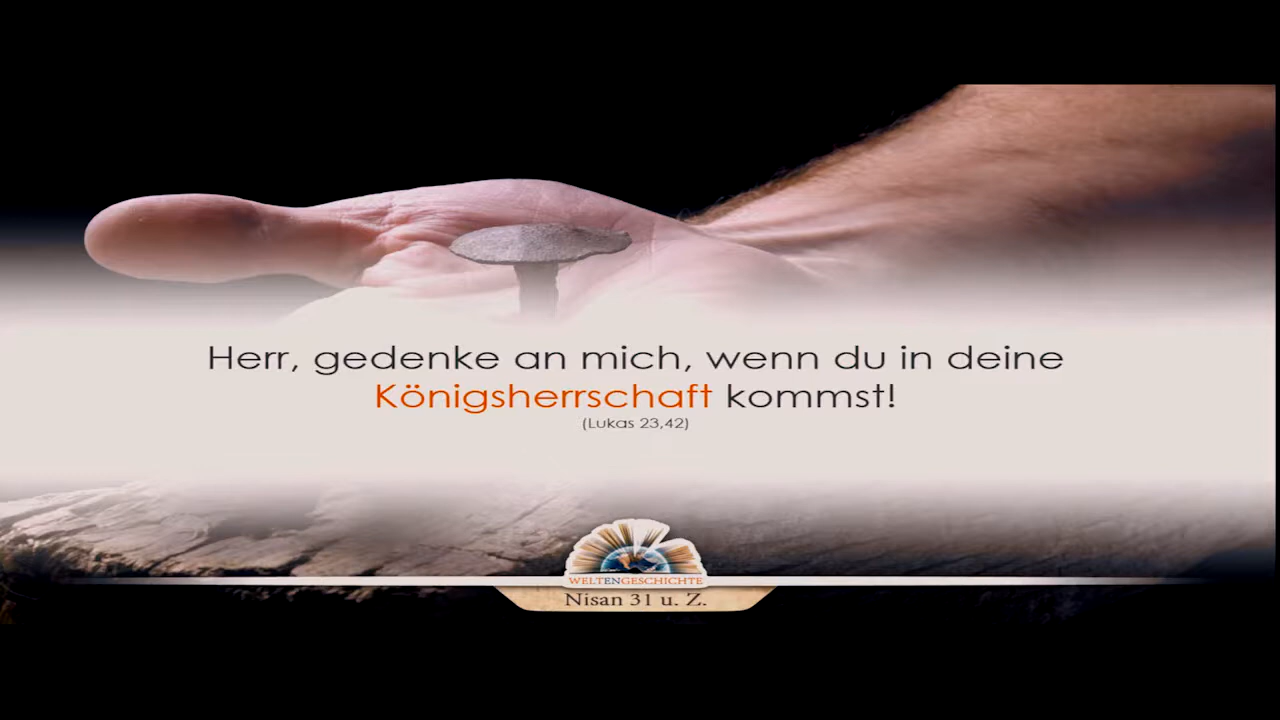 Herr, gedenke an mich, wenn du in deine
Königsherrschaft kommst!
(Lukas 23,42)
WELTENGESCHICHTE
Nisan 31 u. Z.